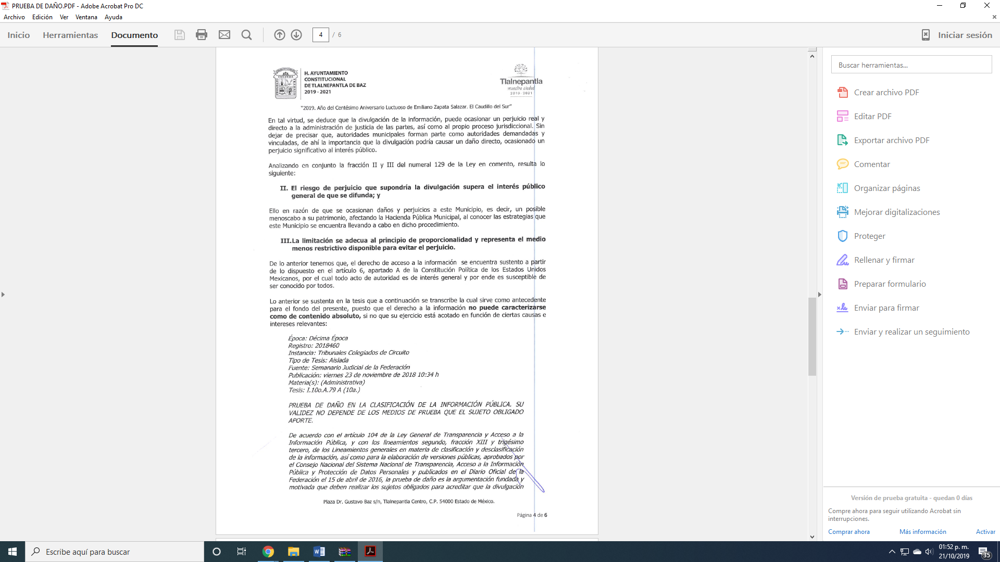 PRUEBA DE DAÑO.PDF - Adobe Acrobat Pro DC
Archivo Edición Ver Ventana Ayuda
Inicio Herramientas Documento 4 / 6 Iniciar sesión
H. AYUNTAMIENTO
CONSTITUCIONAL
DE TLALNEPANTLA DE BAZ
2019 - 2021
Tlalnepantla
nuestra ciudad
2019 - 2021
"2019. Año del Centésimo Aniversario Luctuoso de Emiliano Zapata Salazar. El Caudillo del Sur"
En tal virtud, se deduce que la divulgación de la información, puede ocasionar un perjuicio real y
directo a la administración de justicia de las partes, así como al propio proceso jurisdiccional. Sin
dejar de precisar que, autoridades municipales forman parte como autoridades demandadas y
vinculadas, de ahí la importancia que la divulgación podría causar un daño directo, ocasionado un
perjuicio significativo al interés público.
Analizando en conjunto la fracción II y III del numeral 129 de la Ley en comento, resulta lo
siguiente:
II. El riesgo de perjuicio que supondría la divulgación supera el interés público
general de que se difunda; y
Ello en razón de que se ocasionan daños y perjuicios a este Municipio, es decir, un posible
menoscabo a su patrimonio, afectando la Hacienda Pública Municipal, al conocer las estrategias que
este Municipio se encuentra llevando a cabo en dicho procedimiento.
III.La limitación se adecua al principio de proporcionalidad y representa el medio
menos restrictivo disponible para evitar el perjuicio.
De lo anterior tenemos que, el derecho de acceso a la información se encuentra sustento a partir
de lo dispuesto en el artículo 6, apartado A de la Constitución Política de los Estados Unidos
Mexicanos, por el cual todo acto de autoridad es de interés general y por ende es susceptible de
ser conocido por todos.
Lo anterior se sustenta en la tesis que a continuación se transcribe la cual sirve como antecedente
para el fondo del presente, puesto que el derecho a la información no puede caracterizarse
como de contenido absoluto, si no que su ejercicio está acotado en función de ciertas causas e
intereses relevantes:
Época: Décima Época
Registro: 2018460
Instancia: Tribunales Colegiados de Circuito
Tipo de Tesis: Aislada
Fuente: Semanario Judicial de la Federación
Publicación: viernes 23 de noviembre de 2018 10:34 h
Materia(s): (Administrativa)
Tesis: I.10o.A.79 A (10a.)
PRUEBA DE DAÑO EN LA CLASIFICACIÓN DE LA INFORMACIÓN PÚBLICA. SU
VALIDEZ NO DEPENDE DE LOS MEDIOS DE PRUEBA QUE EL SUJETO OBLIGADO
APORTE.
De acuerdo con el artículo 104 de la Ley General de Transparencia y Acceso a la
Información Pública, y con los lineamientos segundo, fracción XIII y trigésimo
tercero, de los Lineamientos generales en materia de clasificación y desclasificación
de la información, así como para la elaboración de versiones públicas, aprobados por
el Consejo Nacional del Sistema Nacional de Transparencia, Acceso a la Información
Pública y Protección de Datos Personales y publicados en el Diario Oficial de la
Federación el 15 de abril de 2016, la prueba de daño es la argumentación fundada y
motivada que deben realizar los sujetos obligados para acreditar que la divulgación
Plaza Dr. Gustavo Baz s/n, Tlalnepantla Centro, C.P. 54000 Estado de México.
Página 4 de 6
Buscar herramientas...
Crear archivo PDF
Editar PDF
Exportar archivo PDF
Comentar
Organizar páginas
Mejorar digitalizaciones
Proteger
Rellenar y firmar
Preparar formulario
Enviar para firmar
Enviar y realizar un seguimiento
Versión de prueba gratuita - quedan 0 días
Compre ahora para seguir utilizando Acrobat sin
interrupciones.
Comprar ahora Más información Activar
Escribe aquí para buscar
01:52 p. m.
21/10/2019
35